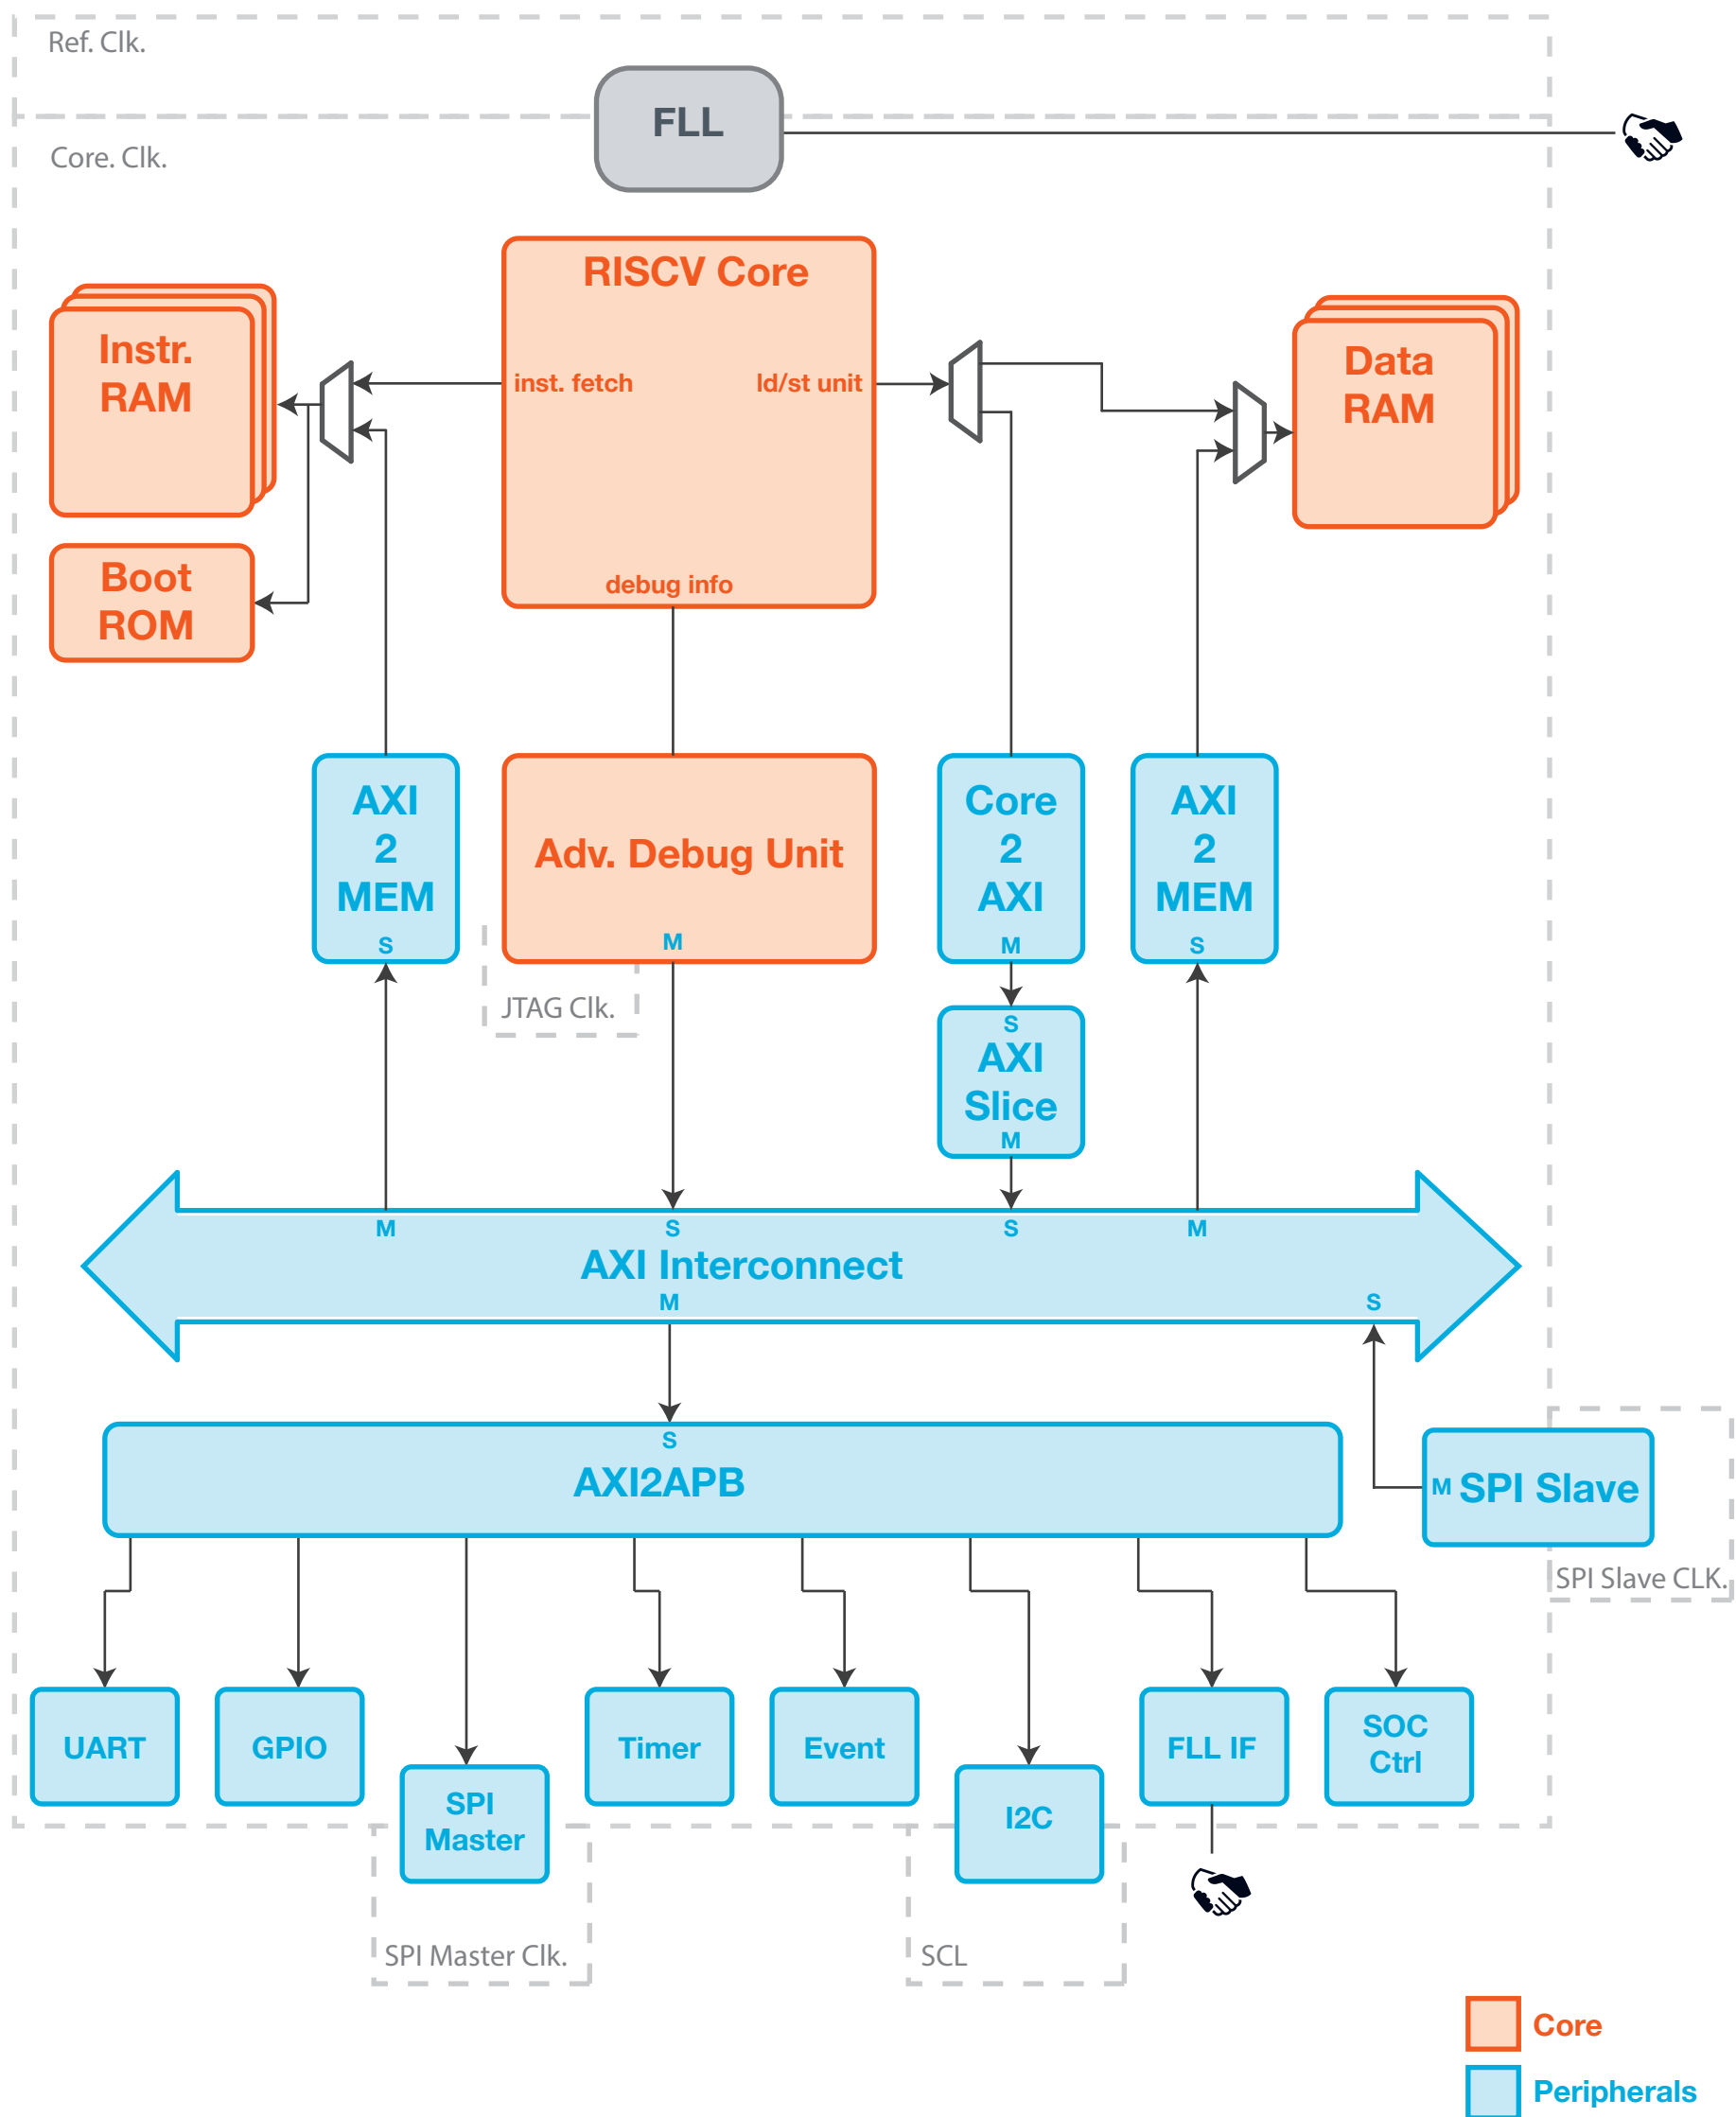 Ref. Clk.
FLL
Core. Clk.
RISCV Core
Instr.
RAM
inst. fetch
ld/st unit
Data
RAM
Boot
ROM
debug info
AXI
2
MEM
S
Adv. Debug Unit
M
Core
2
AXI
M
AXI
2
MEM
S
JTAG Clk.
S
AXI
Slice
M
M
S
S
M
AXI Interconnect
M
S
S
AXI2APB
M SPI Slave
SPI Slave CLK.
UART
GPIO
SPI
Master
Timer
Event
I2C
FLL IF
SOC
Ctrl
SPI Master Clk.
SCL
Core
Peripherals